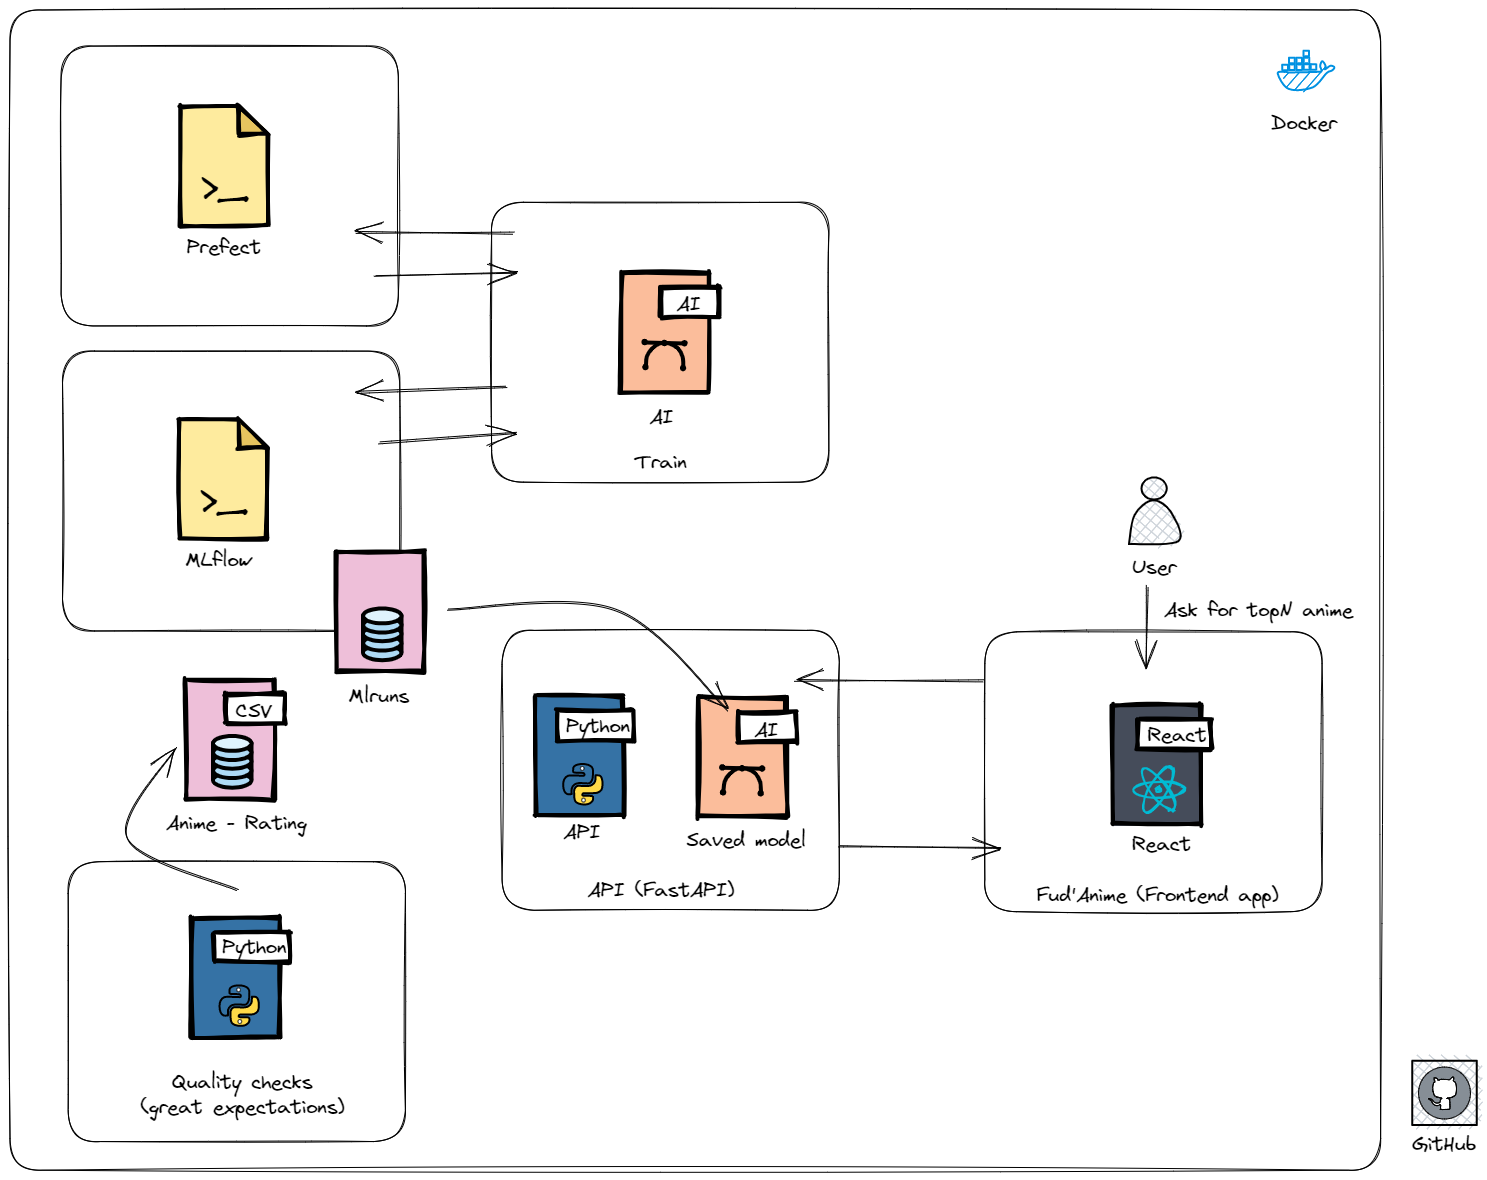 Docker
>_
Prefect
AI
AI
Train
>_
MLflow
User
Ask for topN anime
Mlruns
CSV
Anime - Rating
Python
API
AI
Saved model
API (FastAPI)
React
React
Fud'Anime (Frontend app)
Python
Quality checks
(great expectations)
GitHub